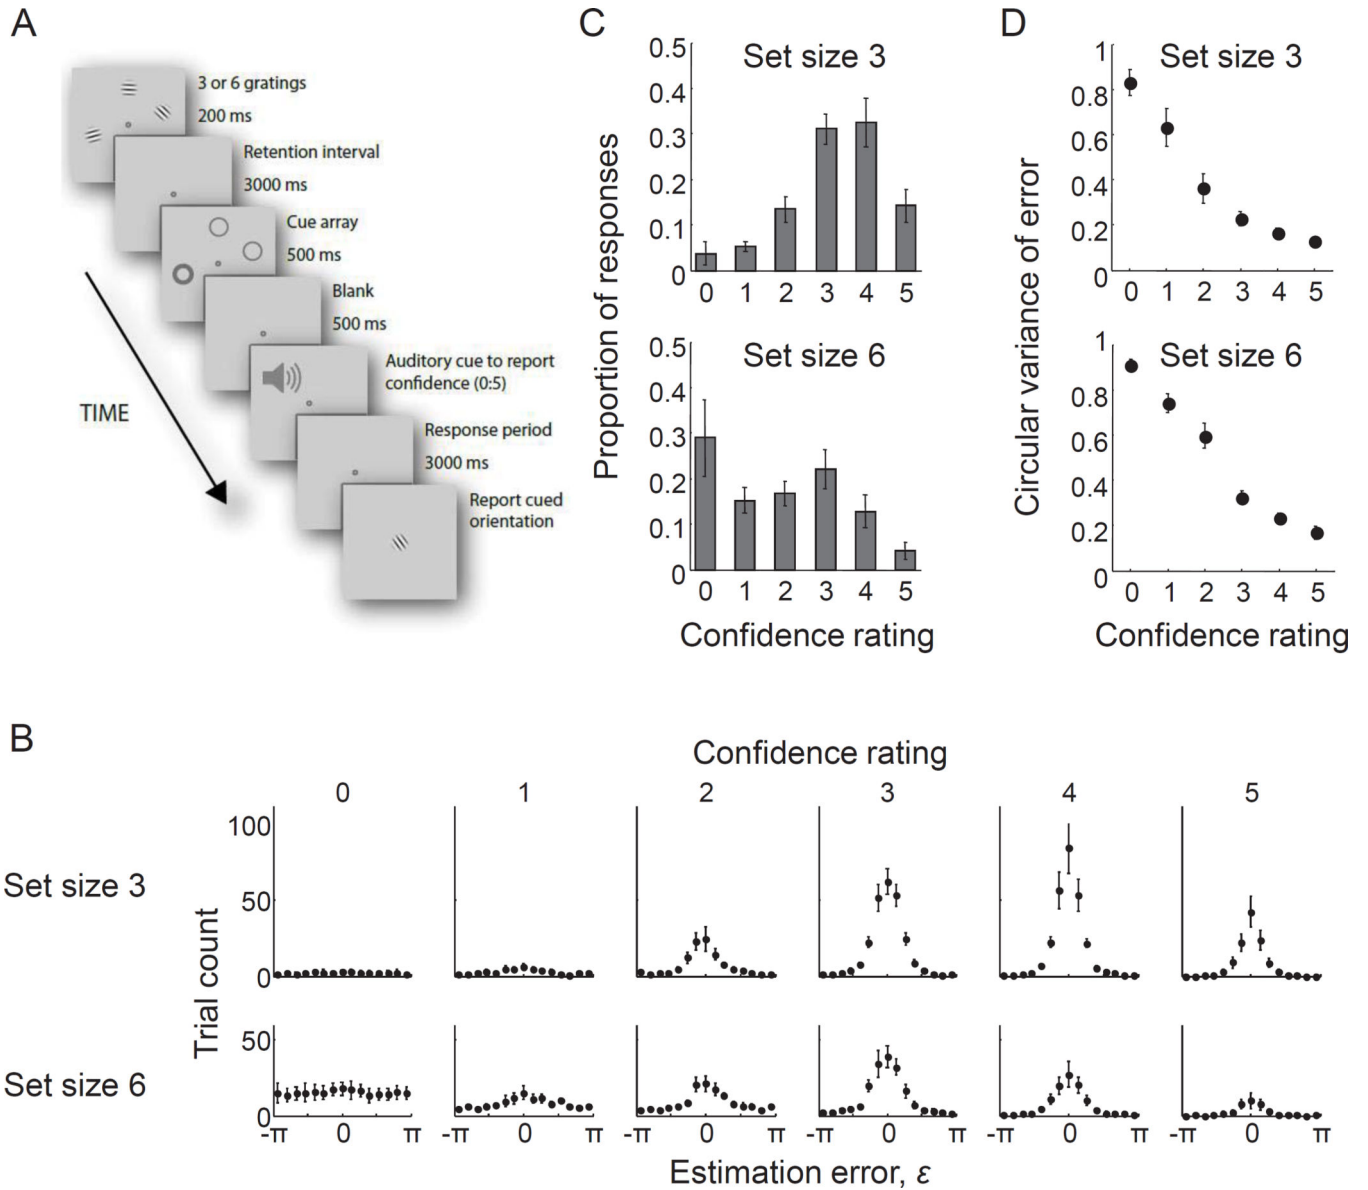 A
3 or 6 gratings
200 ms
Retention interval
3000 ms
Cue array
500 ms
Blank
500 ms
Auditory cue to report
confidence (0:5)
Response period
3000 ms
Report cued
orientation
TIME
C
Proportion of responses
Set size 3
0.5
0.4
0.3
0.2
0.1
0
0 1 2 3 4 5
Set size 6
0.5
0.4
0.3
0.2
0.1
0
0 1 2 3 4 5
Confidence rating
D
Circular variance of error
Set size 3
1
0.8
0.6
0.4
0.2
0
0 1 2 3 4 5
Set size 6
1
0.8
0.6
0.4
0.2
0
0 1 2 3 4 5
Confidence rating
B
Confidence rating
0 1 2 3 4 5
Set size 3
100
50
0
Trial count
Set size 6
50
0
-π 0 π -π 0 π -π 0 π -π 0 π -π 0 π -π 0 π
Estimation error, ε